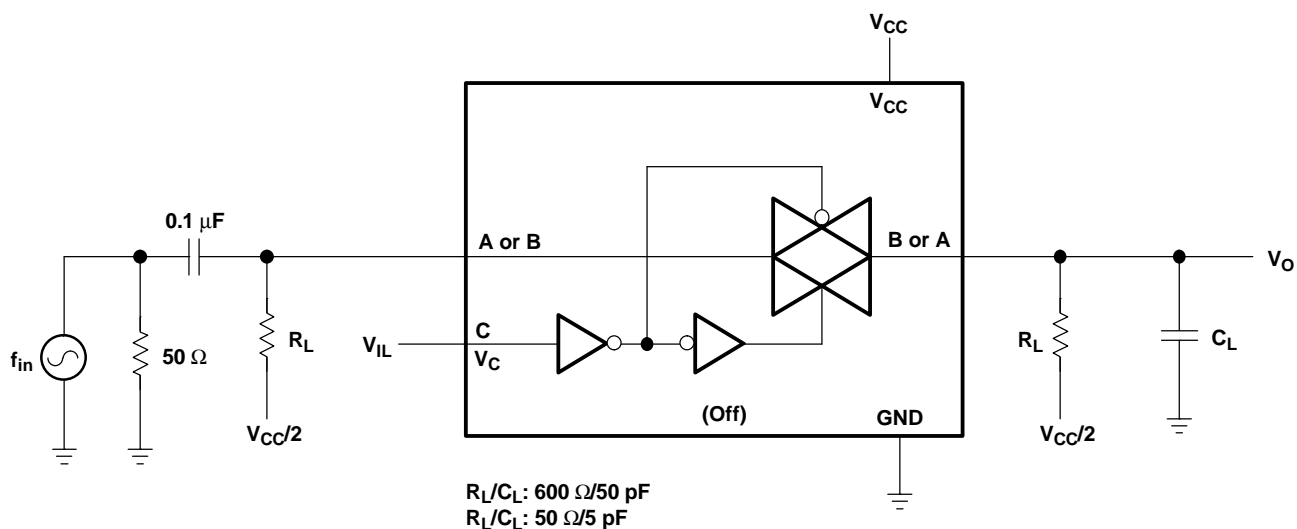 VCC
VCC
0.1 μF
A or B
B or A
VO
fin
50 Ω
RL
VCC/2
VIL
C
VC
(Off)
GND
RL
VCC/2
CL
RL/CL: 600 Ω/50 pF
RL/CL: 50 Ω/5 pF